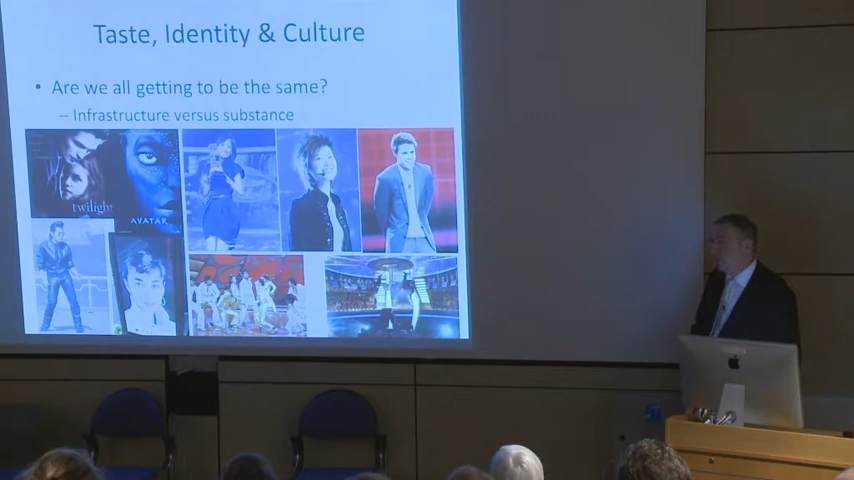 Taste, Identity & Culture
• Are we all getting to be the same?
– Infrastructure versus substance
twilight
AVATAR